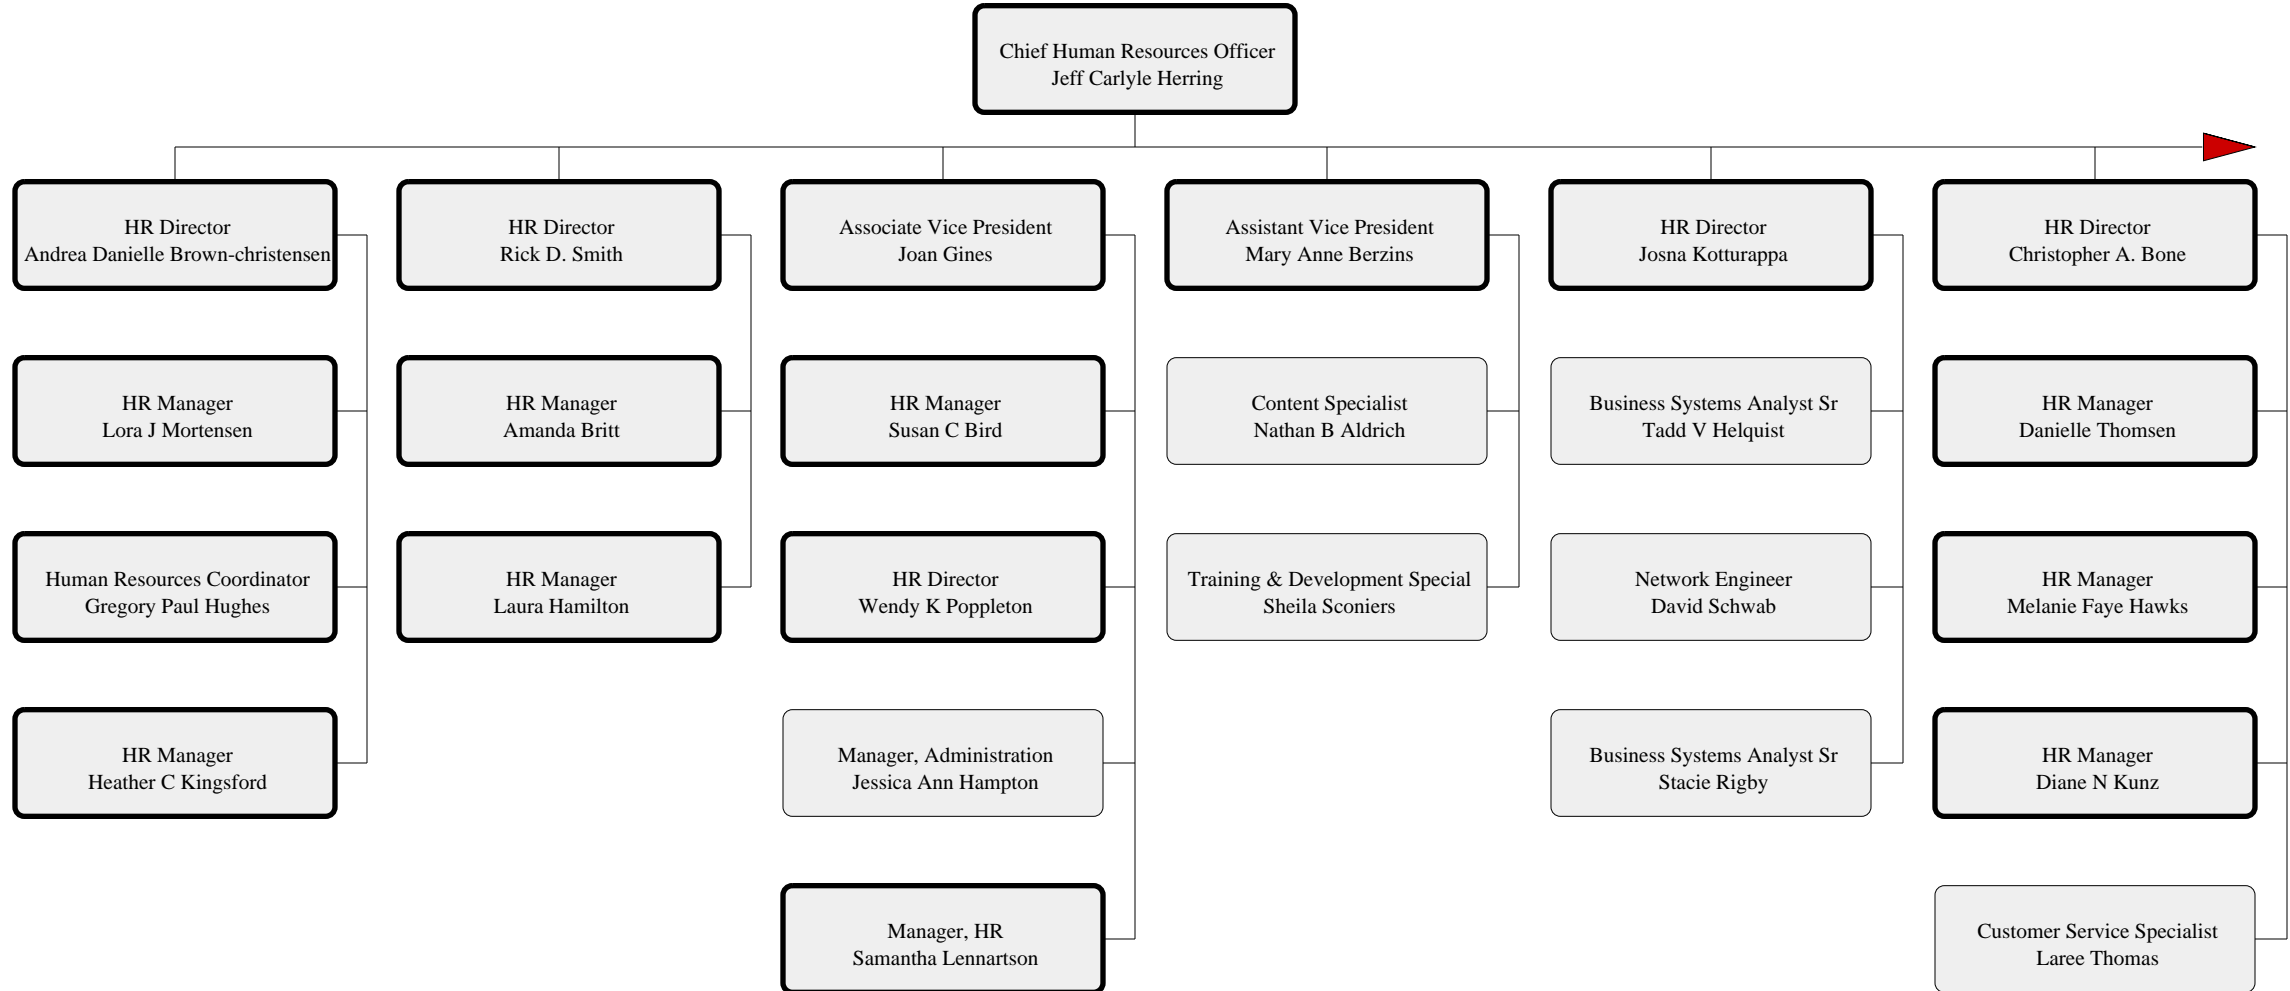 Chief Human Resources Officer
Jeff Carlyle Herring
HR Director
Andrea Danielle Brown-christensen
HR Director
Rick D. Smith
Associate Vice President
Joan Gines
Assistant Vice President
Mary Anne Berzins
HR Director
Josna Kotturappa
HR Director
Christopher A. Bone
HR Manager
Lora J Mortensen
HR Manager
Amanda Britt
HR Manager
Susan C Bird
Content Specialist
Nathan B Aldrich
Business Systems Analyst Sr
Tadd V Helquist
HR Manager
Danielle Thomsen
Human Resources Coordinator
Gregory Paul Hughes
HR Manager
Laura Hamilton
HR Director
Wendy K Poppleton
Training & Development Special
Sheila Sconiers
Network Engineer
David Schwab
HR Manager
Melanie Faye Hawks
HR Manager
Heather C Kingsford
Manager, Administration
Jessica Ann Hampton
Business Systems Analyst Sr
Stacie Rigby
HR Manager
Diane N Kunz
Manager, HR
Samantha Lennartson
Customer Service Specialist
Laree Thomas